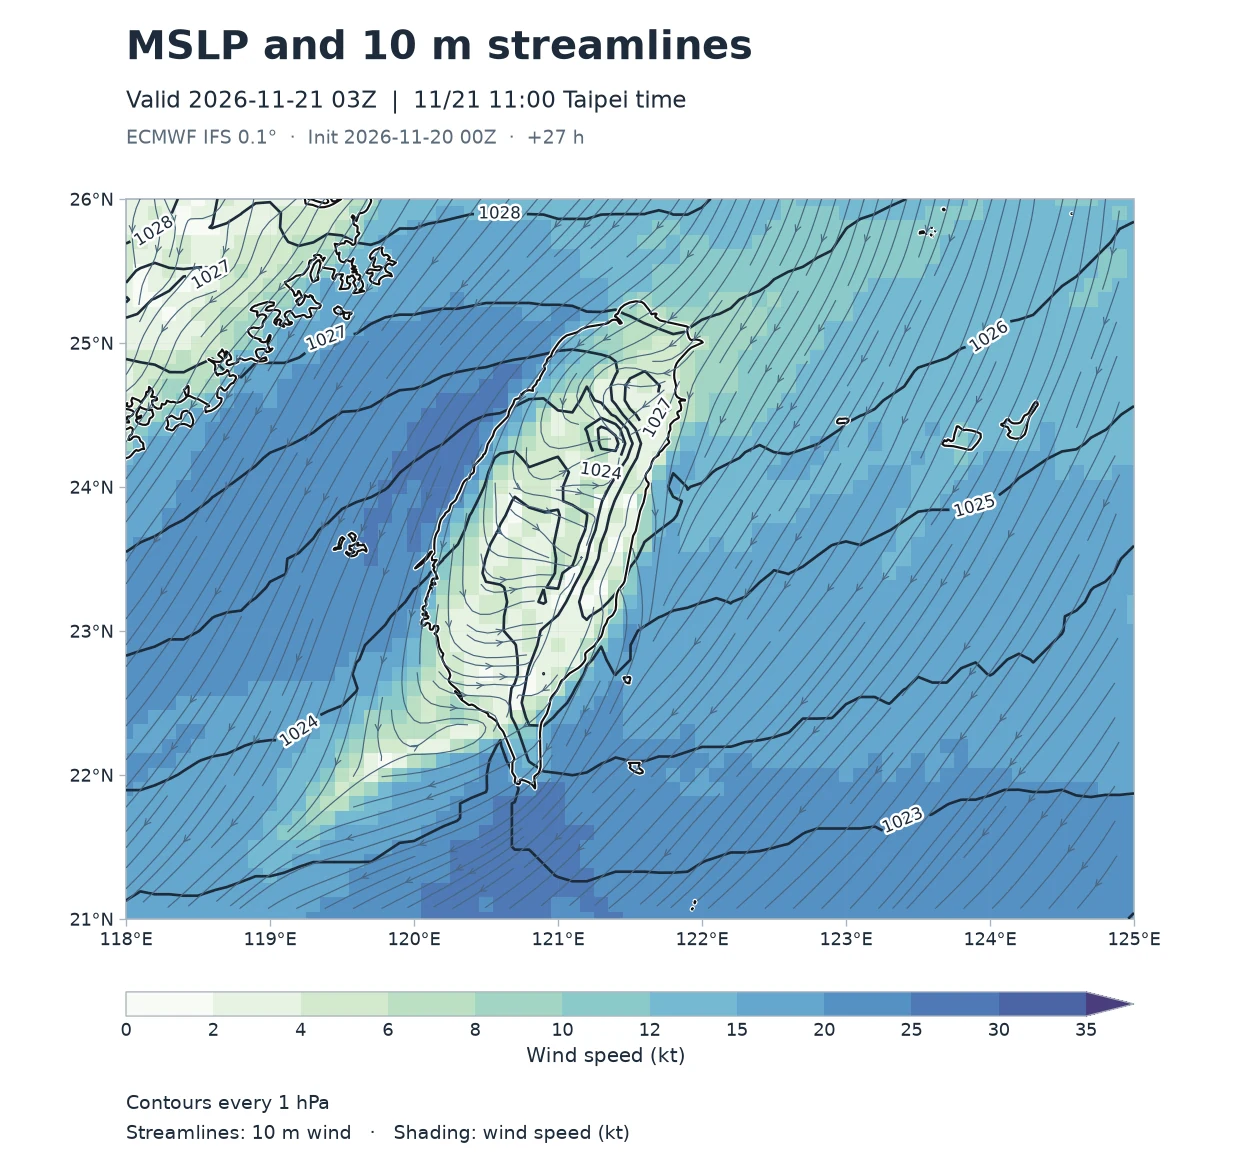 MSLP and 10 m streamlines
Valid 2026-11-21 03Z | 11/21 11:00 Taipei time
ECMWF IFS 0.1° · Init 2026-11-20 00Z · +27 h
26°N
25°N
24°N
23°N
22°N
21°N
1028
1028
1027
1027
1026
1027
1024
1025
1024
1023
118°E 119°E 120°E 121°E 122°E 123°E 124°E 125°E
0 2 4 6 8 10 12 15 20 25 30 35
Wind speed (kt)
Contours every 1 hPa
Streamlines: 10 m wind · Shading: wind speed (kt)